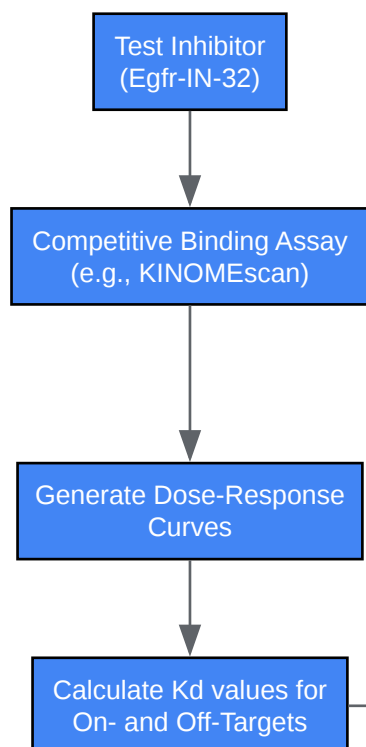 Test Inhibitor
(Egfr-IN-32)
Competitive Binding Assay
(e.g., KINOMEscan)
Generate Dose-Response
Curves
Calculate Kd values for
On- and Off-Targets